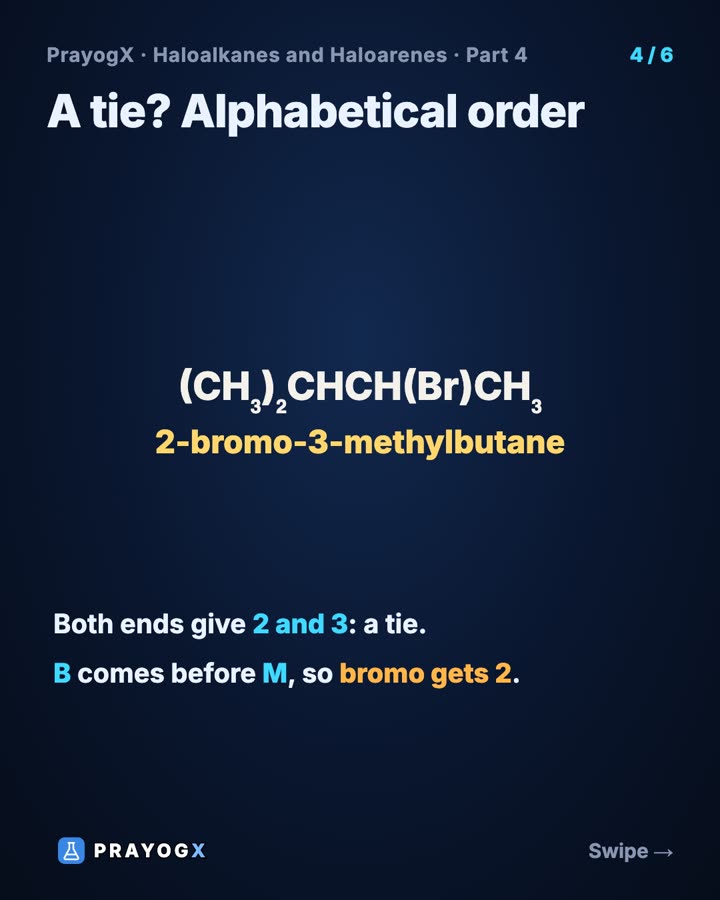 PrayogX · Haloalkanes and Haloarenes · Part 4
4 / 6
A tie? Alphabetical order
(CH₃)₂CHCH(Br)CH₃
2-bromo-3-methylbutane
Both ends give 2 and 3: a tie.
B comes before M, so bromo gets 2.
PRAYOGX
Swipe →